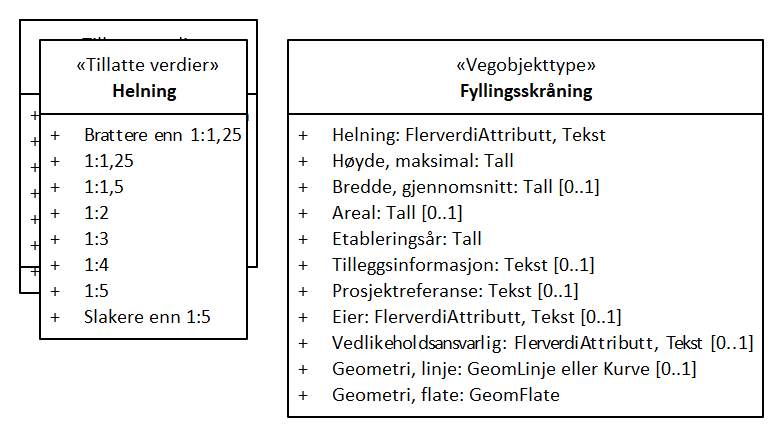 «Tillatte verdier»
Helning
+ Brattere enn 1:1,25
+ 1:1,25
+ 1:1,5
+ 1:2
+ 1:3
+ 1:4
+ 1:5
+ Slakere enn 1:5
«Vegobjekttype»
Fyllingsskråning
+ Helning: FlerverdiAttributt, Tekst
+ Høyde, maksimal: Tall
+ Bredde, gjennomsnitt: Tall [0..1]
+ Areal: Tall [0..1]
+ Etableringsår: Tall
+ Tilleggsinformasjon: Tekst [0..1]
+ Prosjektreferanse: Tekst [0..1]
+ Eier: FlerverdiAttributt, Tekst [0..1]
+ Vedlikeholdsansvarlig: FlerverdiAttributt, Tekst [0..1]
+ Geometri, linje: GeomLinje eller Kurve [0..1]
+ Geometri, flate: GeomFlate